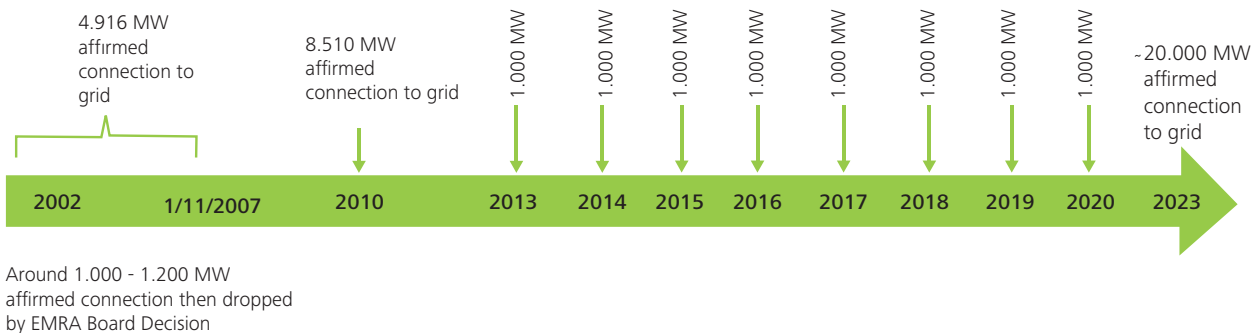 4.916 MW
affirmed
connection to
grid
8.510 MW
affirmed
connection to grid
1.000 MW
1.000 MW
1.000 MW
1.000 MW
1.000 MW
1.000 MW
1.000 MW
1.000 MW
~20.000 MW
affirmed
connection
to grid
2002
1/11/2007
2010
2013
2014
2015
2016
2017
2018
2019
2020
2023
Around 1.000 - 1.200 MW
affirmed connection then dropped
by EMRA Board Decision